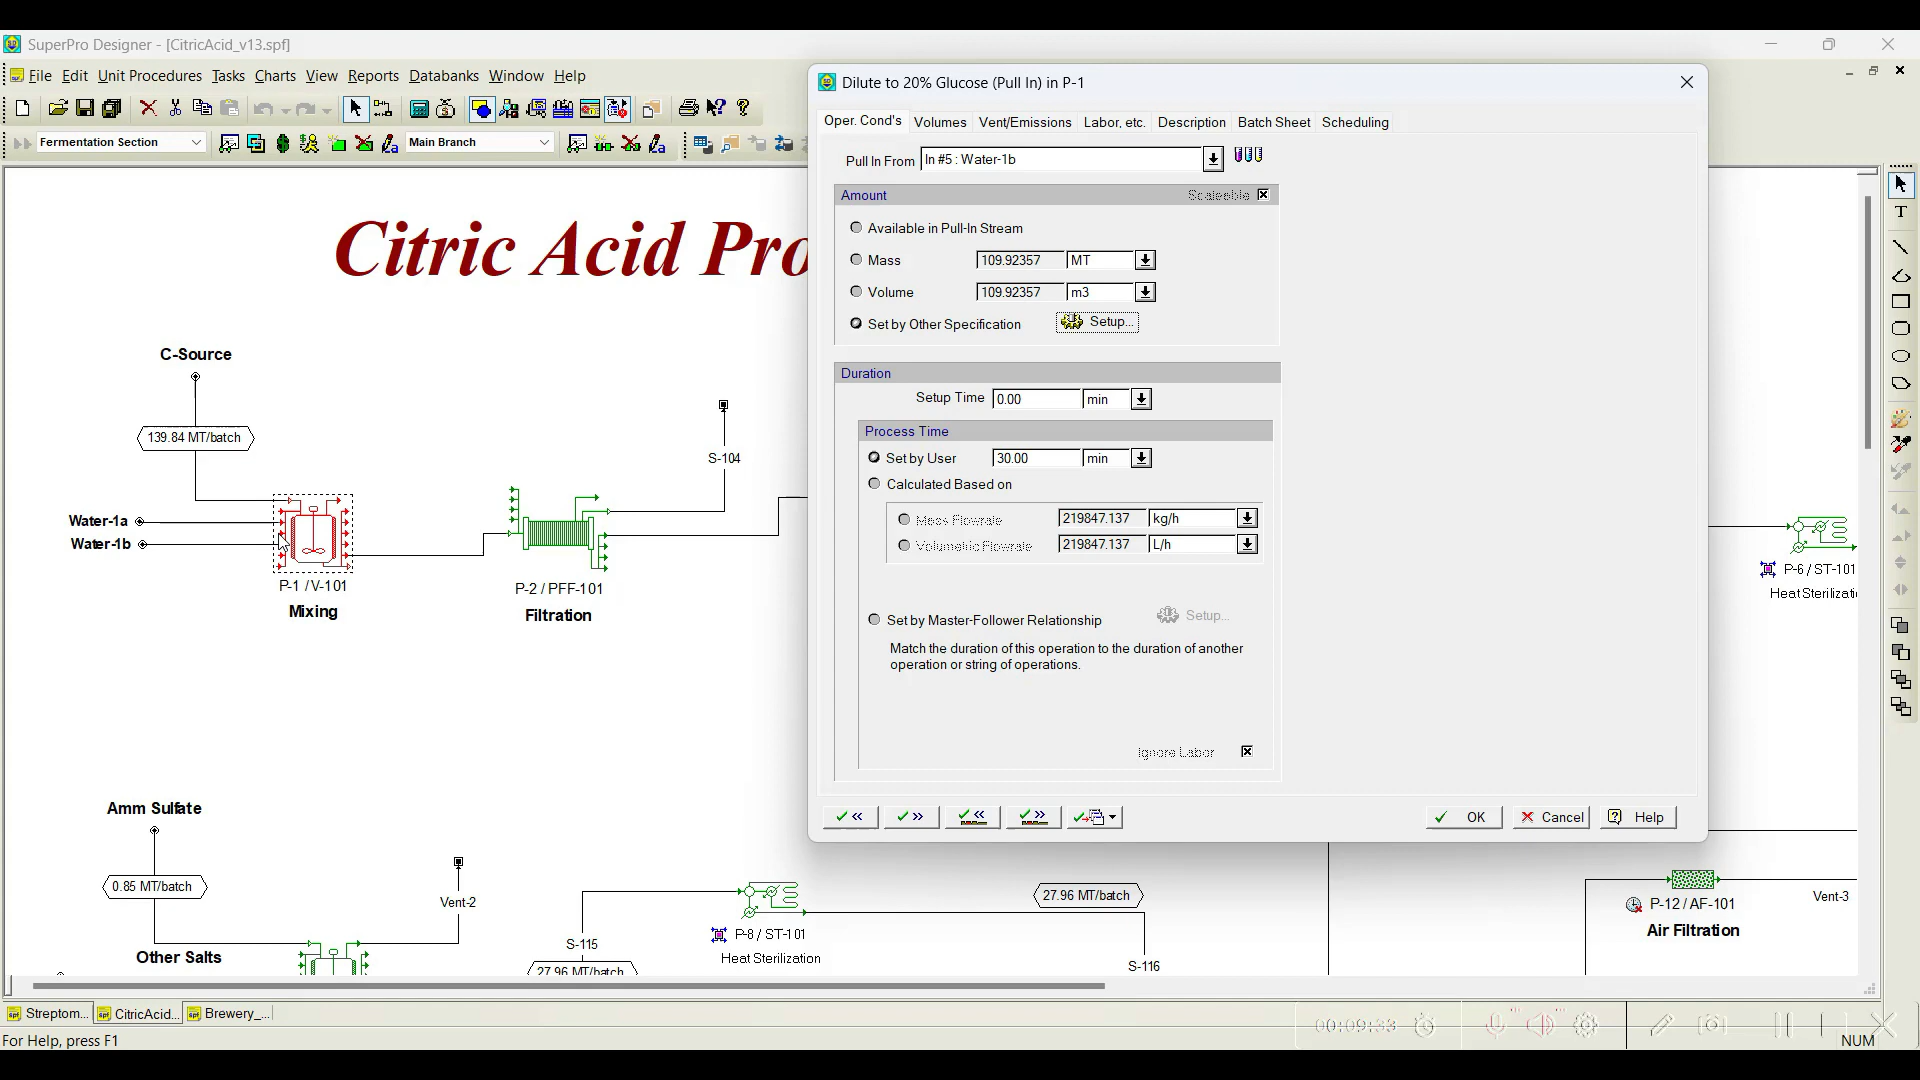 SuperPro Designer - [CitricAcid_v13.spf]
File Edit Unit Procedures Tasks Charts View Reports Databanks Window Help
Fermentation Section
Main Branch
Citric Acid Pro
C-Source
139.84 MT/batch
Water-1a
Water-1b
P-1 / V-101
Mixing
S-104
P-2 / PFF-101
Filtration
Amm Sulfate
0.85 MT/batch
Other Salts
Vent-2
S-115
27.96 MT/batch
P-8 / ST-101
Heat Sterilization
27.96 MT/batch
S-116
P-6 / ST-101
Heat Sterilizatio
P-12 / AF-101
Air Filtration
Vent-3
Dilute to 20% Glucose (Pull In) in P-1
Oper. Cond's Volumes Vent/Emissions Labor, etc. Description Batch Sheet Scheduling
Pull In From In #5 : Water-1b
Amount Scaleable
Available in Pull-In Stream
Mass 109.92357 MT
Volume 109.92357 m3
Set by Other Specification Setup...
Duration
Setup Time 0.00 min
Process Time
Set by User 30.00 min
Calculated Based on
Mass Flowrate 219847.137 kg/h
Volumetric Flowrate 219847.137 L/h
Set by Master-Follower Relationship Setup...
Match the duration of this operation to the duration of another
operation or string of operations.
Ignore Labor
OK Cancel Help
Streptom... CitricAcid... Brewery_...
00:09:33
For Help, press F1
NUM